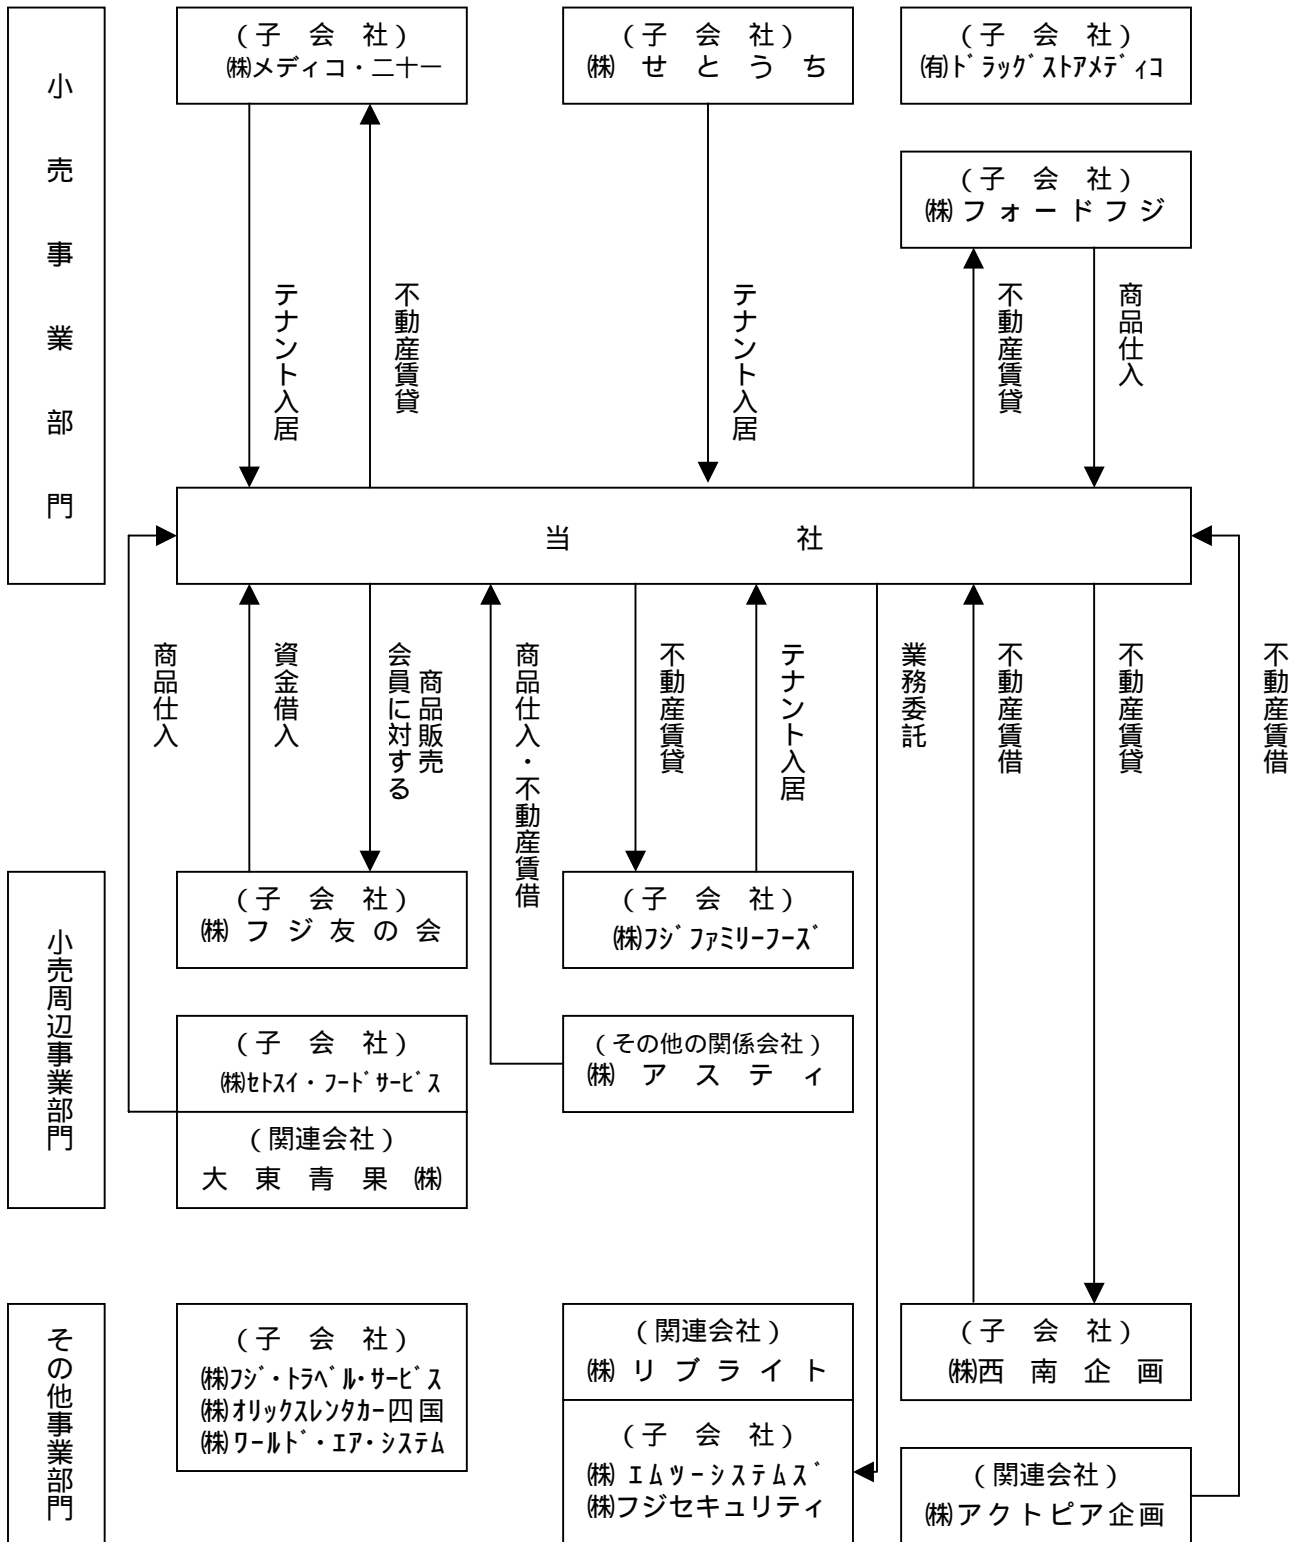 小売事業部門
(子 会 社)
㈱メディコ・二十一
(子 会 社)
㈱ せ と う ち
(子 会 社)
㈲ﾄﾞﾗｯｸﾞｽﾄｱﾒﾃﾞｨｺ
(子 会 社)
㈱フォードフジ
テナント入居
不動産賃貸
テナント入居
不動産賃貸
商品仕入
当 社
商品仕入
資金借入
会員に対する
商品販売
商品仕入・不動産賃借
不動産賃貸
テナント入居
業務委託
不動産賃借
不動産賃貸
不動産賃借
小売周辺事業部門
(子 会 社)
㈱ フ ジ 友 の 会
(子 会 社)
㈱ﾌｼﾞﾌｧﾐﾘｰﾌｰｽﾞ
(子 会 社)
㈱ｾﾄｽｲ・ﾌｰﾄﾞｻｰﾋﾞｽ
(関連会社)
大 東 青 果 ㈱
(その他の関係会社)
㈱ ア ス テ ィ
その他事業部門
(子 会 社)
㈱ﾌｼﾞ・ﾄﾗﾍﾞﾙ・ｻｰﾋﾞｽ
㈱ｵﾘｯｸｽﾚﾝﾀｶｰ四国
㈱ﾜｰﾙﾄﾞ・ｴｱ・ｼｽﾃﾑ
(関連会社)
㈱ リ ブ ラ イ ト
(子 会 社)
㈱ ｴﾑﾂｰｼｽﾃﾑｽﾞ
㈱フジセキュリティ
(子 会 社)
㈱西 南 企 画
(関連会社)
㈱アクトピア企画